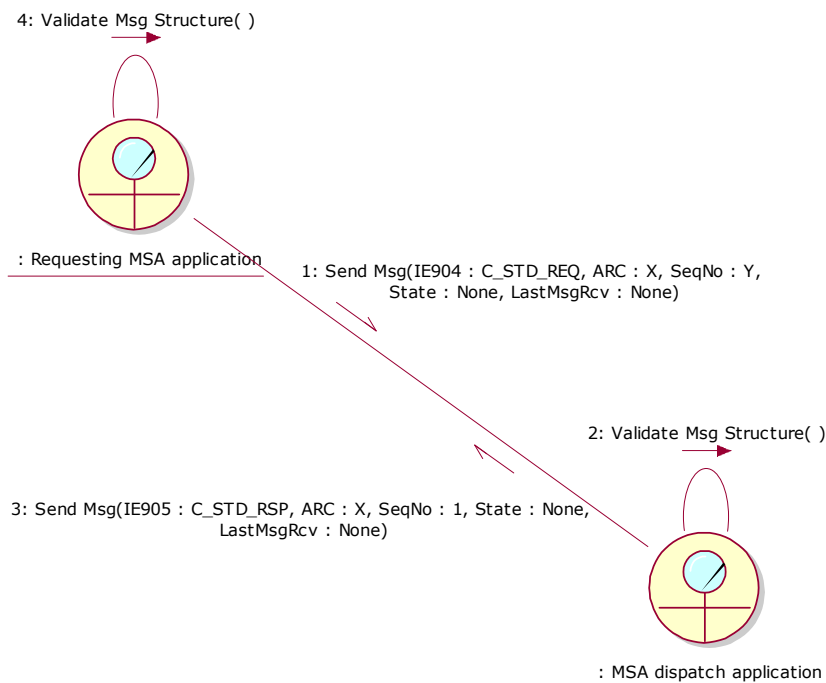 4: Validate Msg Structure( )
: Requesting MSA application
1: Send Msg(IE904 : C_STD_REQ, ARC : X, SeqNo : Y,
State : None, LastMsgRcv : None)
2: Validate Msg Structure( )
3: Send Msg(IE905 : C_STD_RSP, ARC : X, SeqNo : 1, State : None,
LastMsgRcv : None)
: MSA dispatch application